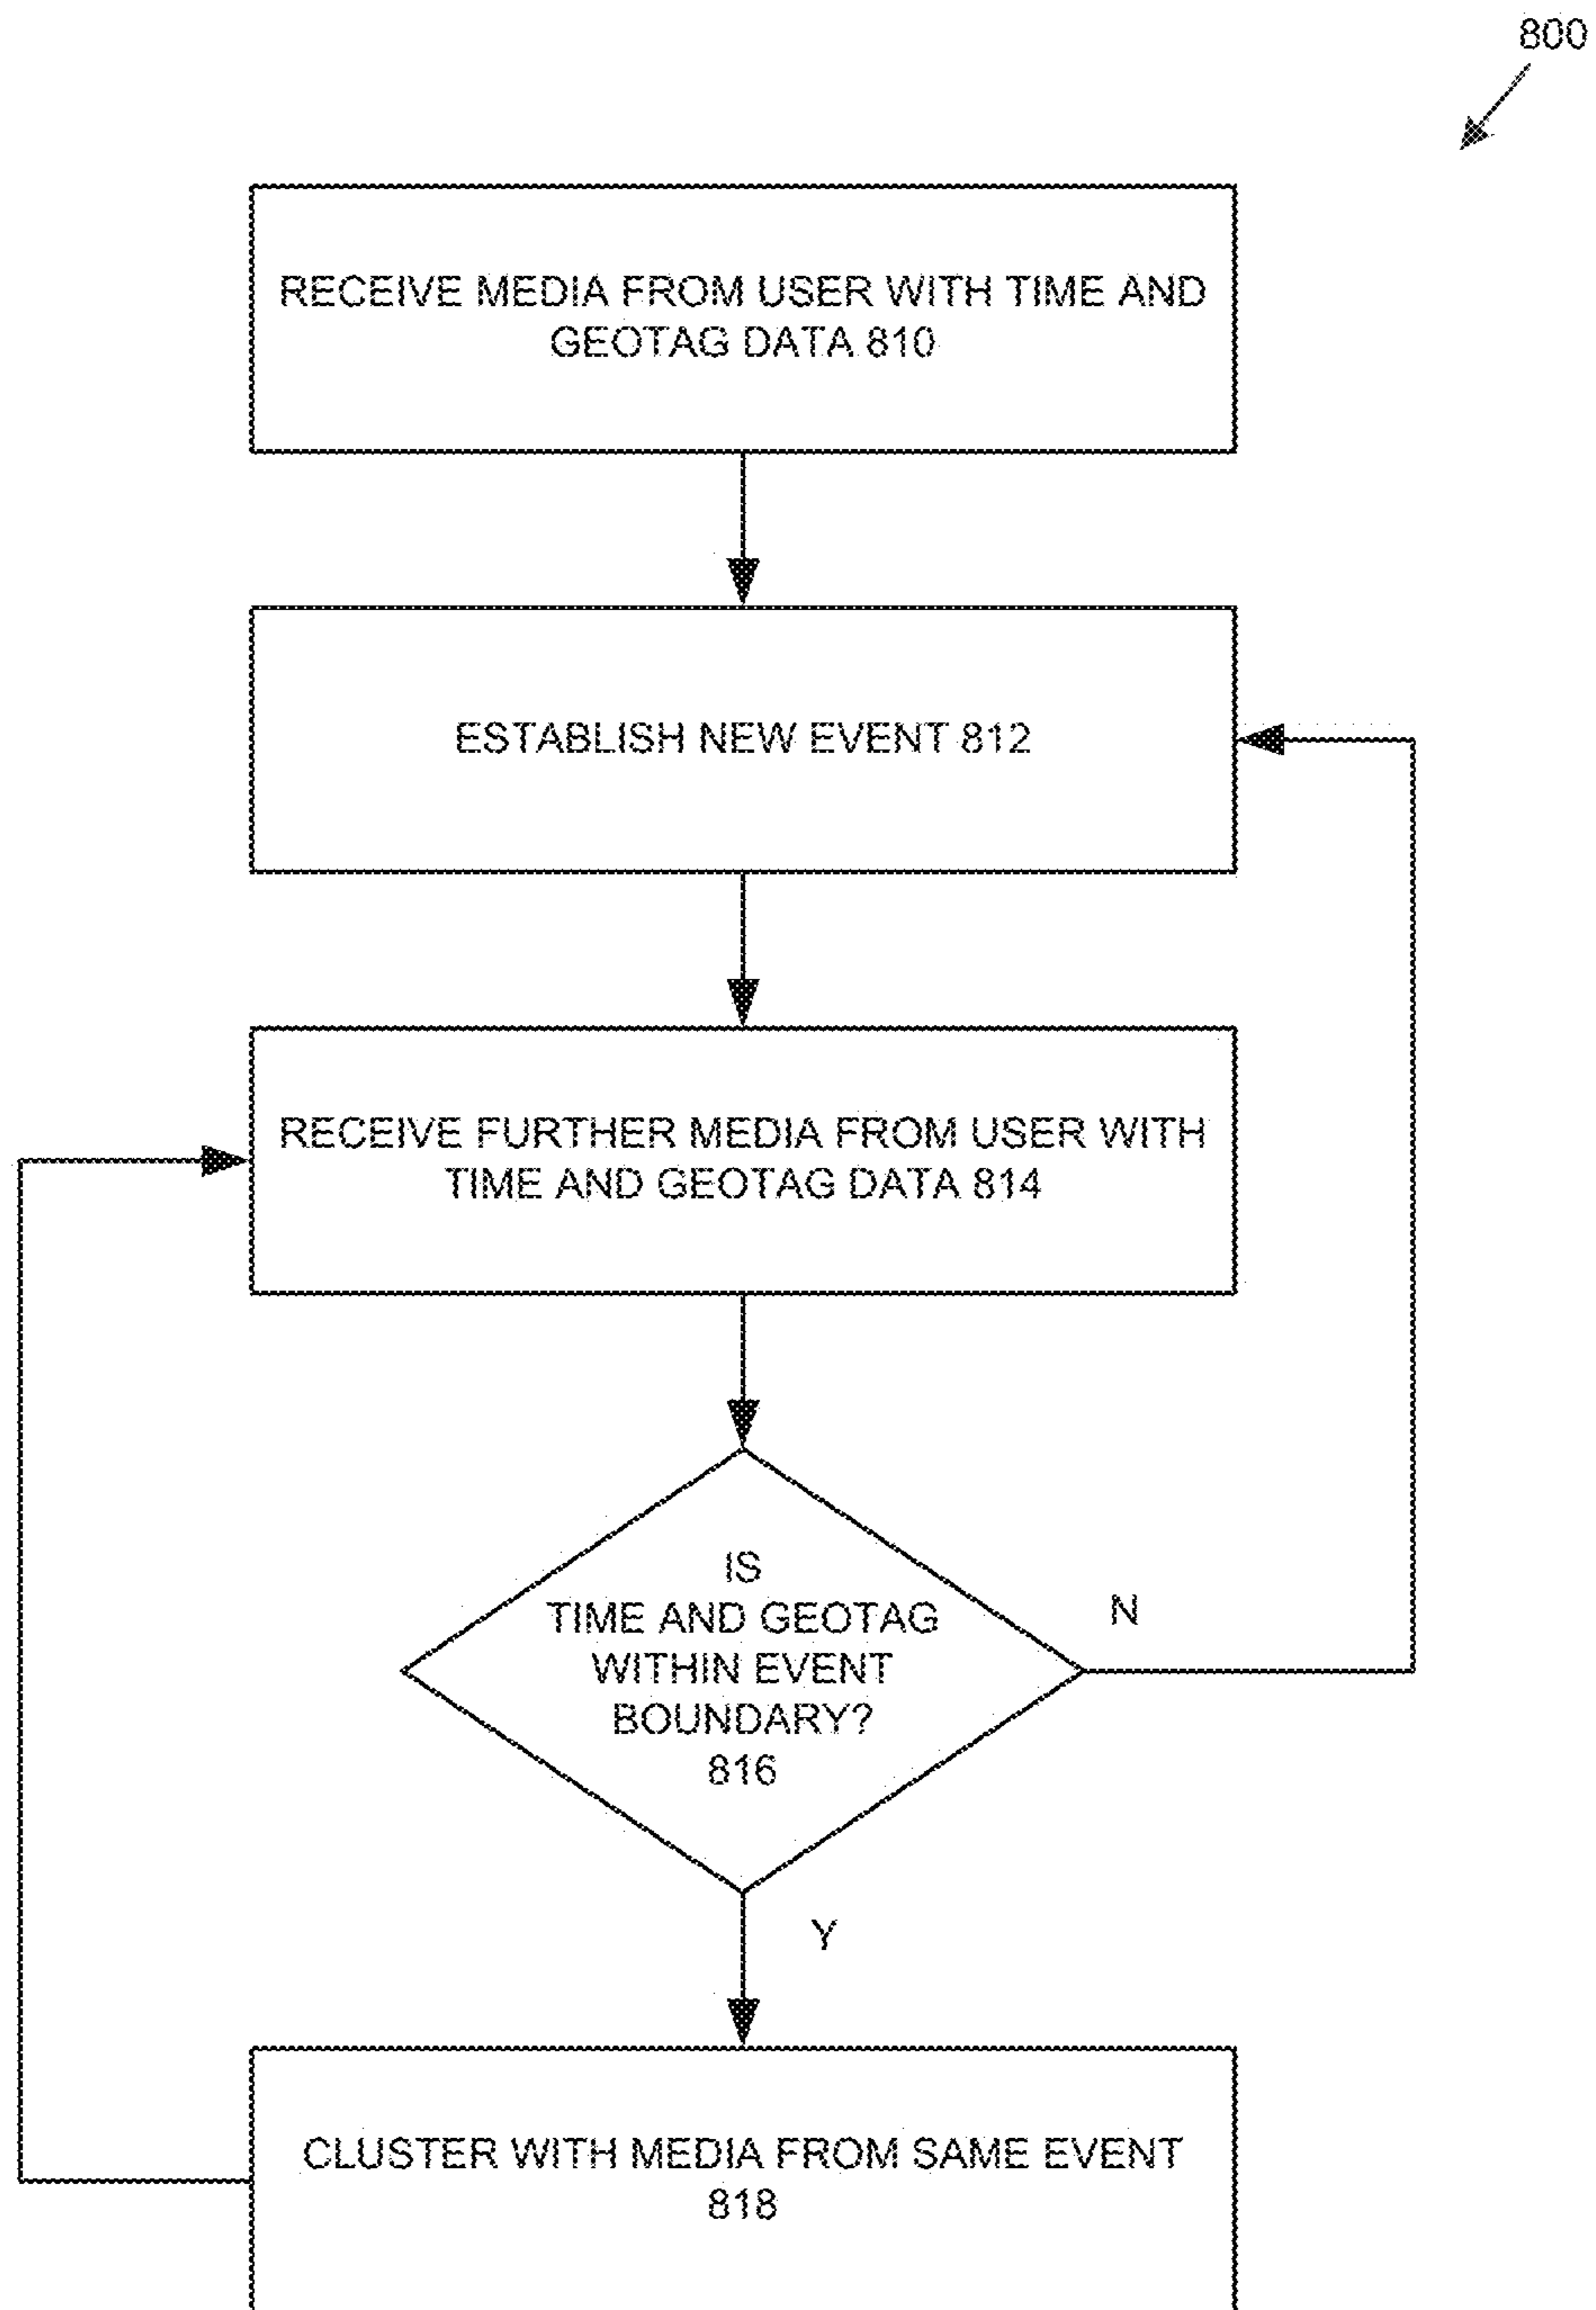 800
RECEIVE MEDIA FROM USER WITH TIME AND
GEOTAG DATA 810
ESTABLISH NEW EVENT 812
RECEIVE FURTHER MEDIA FROM USER WITH
TIME AND GEOTAG DATA 814
IS
TIME AND GEOTAG
WITHIN EVENT
BOUNDARY?
816
N
Y
CLUSTER WITH MEDIA FROM SAME EVENT
818